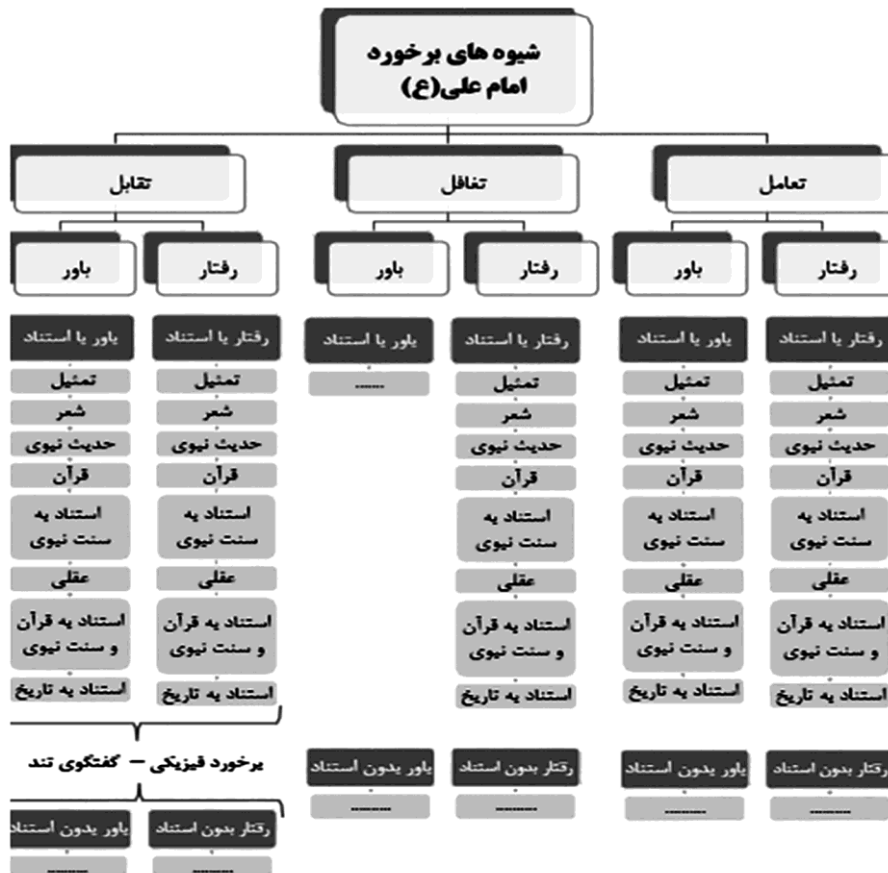 شیوه های برخورد
امام علی(ع)
تعامل
تغافل
تقابل
رفتار
باور
رفتار
باور
رفتار
باور
رفتار با استناد
باور با استناد
رفتار با استناد
باور با استناد
رفتار با استناد
باور با استناد
تمثیل
تمثیل
تمثیل
.......
تمثیل
تمثیل
شعر
شعر
شعر
شعر
شعر
حدیث نبوی
حدیث نبوی
حدیث نبوی
حدیث نبوی
حدیث نبوی
قرآن
قرآن
قرآن
قرآن
قرآن
استناد به
سنت نبوی
استناد به
سنت نبوی
استناد به
سنت نبوی
استناد به
سنت نبوی
استناد به
سنت نبوی
عقلی
عقلی
عقلی
عقلی
عقلی
استناد به قرآن
و سنت نبوی
استناد به قرآن
و سنت نبوی
استناد به قرآن
و سنت نبوی
استناد به قرآن
و سنت نبوی
استناد به قرآن
و سنت نبوی
استناد به تاریخ
استناد به تاریخ
استناد به تاریخ
استناد به تاریخ
استناد به تاریخ
برخورد فیزیکی – گفتگوی تند
رفتار بدون استناد
باور بدون استناد
رفتار بدون استناد
باور بدون استناد
..........
..........
..........
..........
رفتار بدون استناد
باور بدون استناد
..........
..........